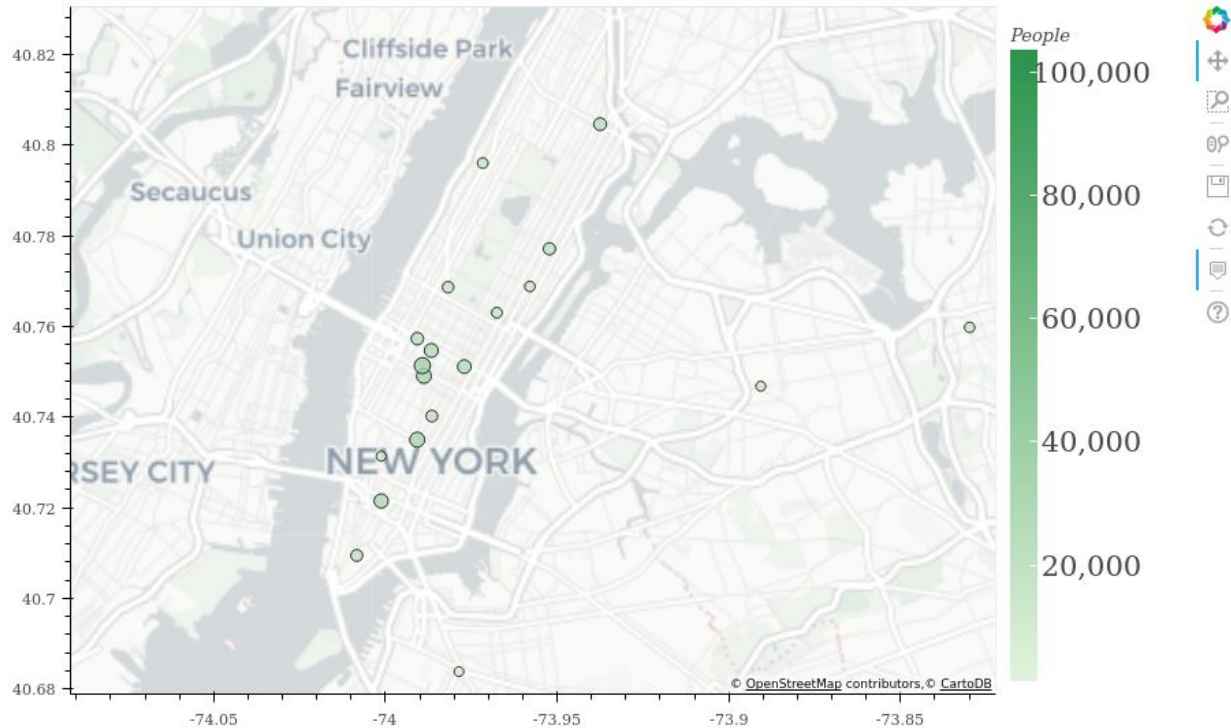 Cliffside Park
Fairview
Secaucus
Union City
NEW YORK
RSEY CITY
40.82
40.8
40.78
40.76
40.74
40.72
40.7
40.68
-74.05
-74
-73.95
-73.9
-73.85
© OpenStreetMap contributors,© CartoDB
People
100,000
80,000
60,000
40,000
20,000
?